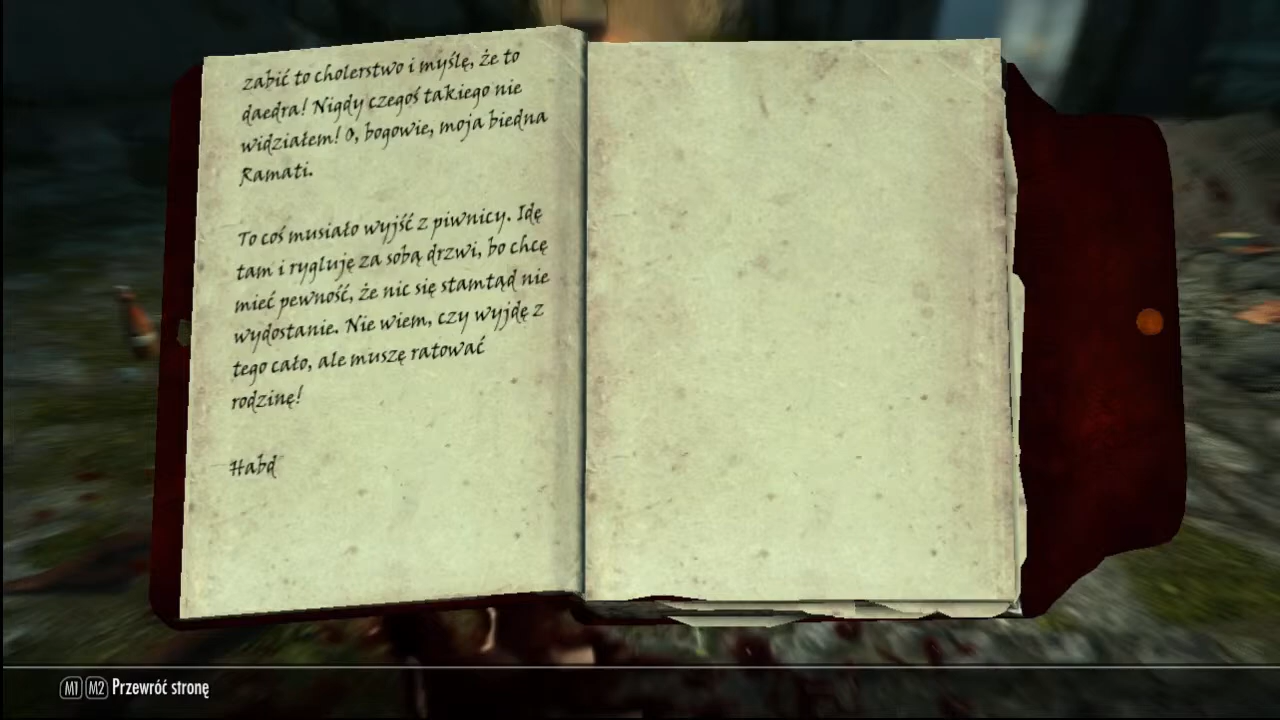 zabić to cholerstwo i myślę, że to
daedra! Nigdy czegoś takiego nie
widziałem! O, bogowie, moja biedna
Ramati.
To coś musiało wyjść z piwnicy. Idę
tam i rygluję za sobą drzwi, bo chcę
mieć pewność, że nic się stamtąd nie
wydostanie. Nie wiem, czy wyjdę z
tego cało, ale muszę ratować
rodzinę!
Habd
M1 M2 Przewróć stronę